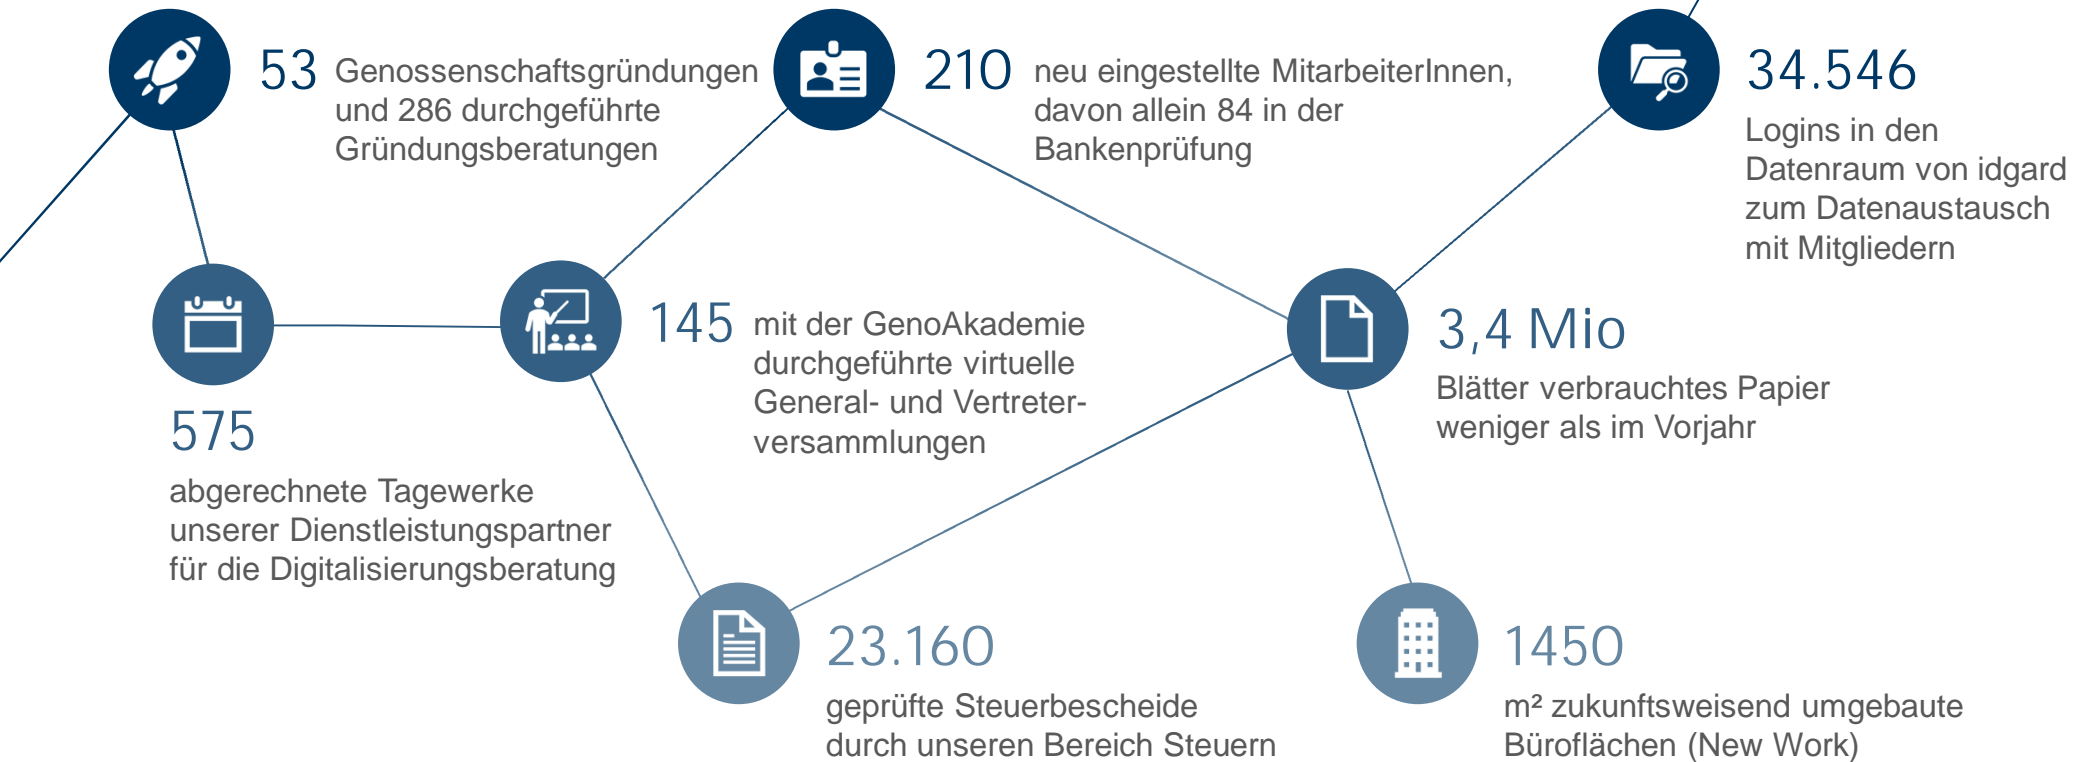 53
Genossenschaftsgründungen
und 286 durchgeführte
Gründungsberatungen
210
neu eingestellte MitarbeiterInnen,
davon allein 84 in der
Bankenprüfung
34.546
Logins in den
Datenraum von idgard
zum Datenaustausch
mit Mitgliedern
575
abgerechnete Tagewerke
unserer Dienstleistungspartner
für die Digitalisierungsberatung
145
mit der GenoAkademie
durchgeführte virtuelle
General- und Vertreter-
versammlungen
3,4 Mio
Blätter verbrauchtes Papier
weniger als im Vorjahr
23.160
geprüfte Steuerbescheide
durch unseren Bereich Steuern
1450
m² zukunftsweisend umgebaute
Büroflächen (New Work)